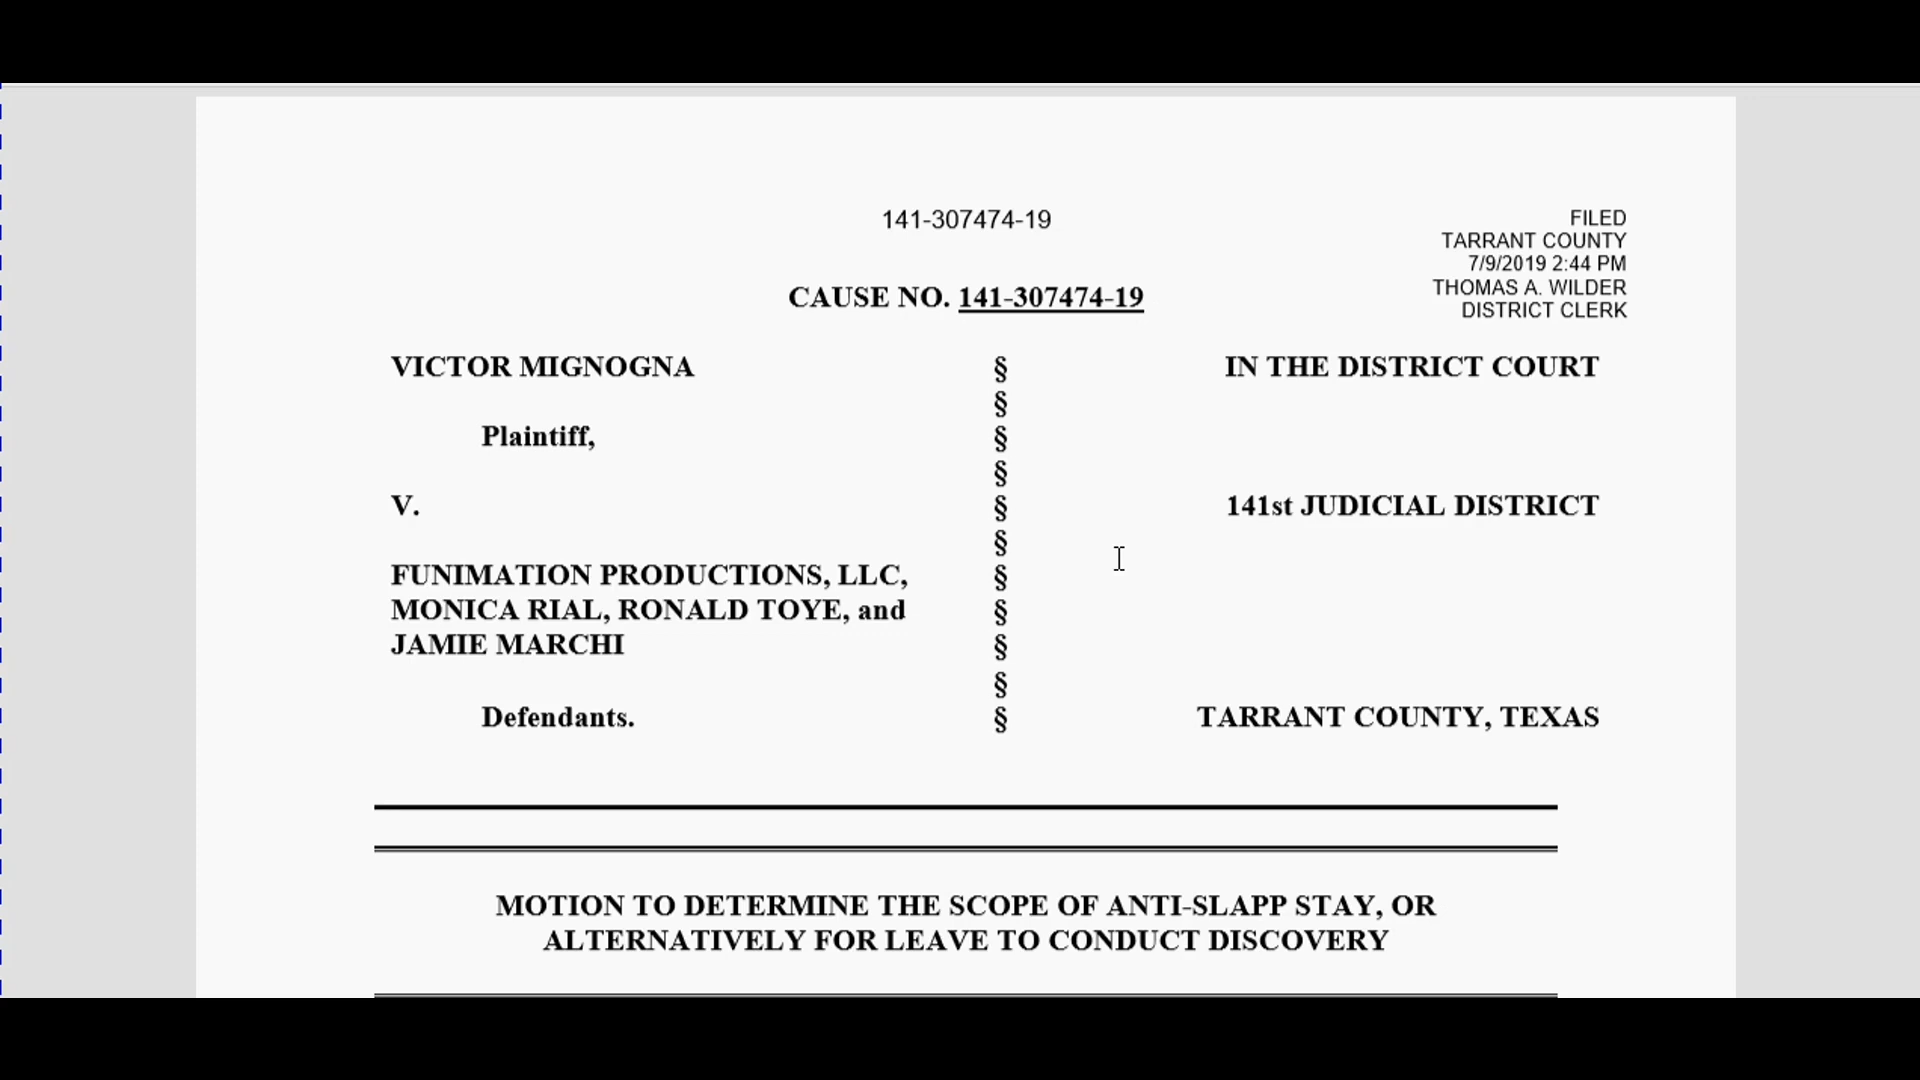 141-307474-19
FILED
TARRANT COUNTY
7/9/2019 2:44 PM
THOMAS A. WILDER
DISTRICT CLERK
CAUSE NO. 141-307474-19
VICTOR MIGNOGNA § IN THE DISTRICT COURT
§
Plaintiff, §
§
V. § 141st JUDICIAL DISTRICT
§
FUNIMATION PRODUCTIONS, LLC, §
MONICA RIAL, RONALD TOYE, and §
JAMIE MARCHI §
§
Defendants. § TARRANT COUNTY, TEXAS
MOTION TO DETERMINE THE SCOPE OF ANTI-SLAPP STAY, OR
ALTERNATIVELY FOR LEAVE TO CONDUCT DISCOVERY